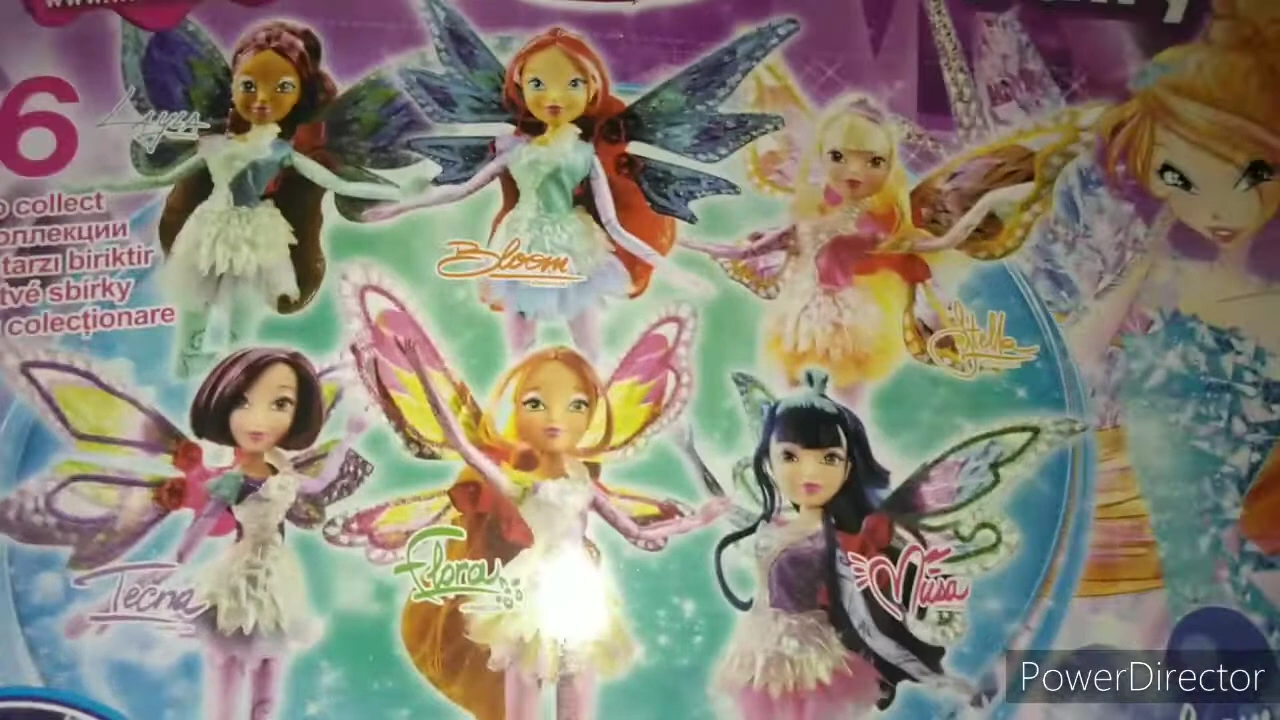 6
Layla
collect
оллекции
tarzı biriktir
tvé sbírky
colecționare
Bloom
Stella
Tecna
Flora
Musa
PowerDirector